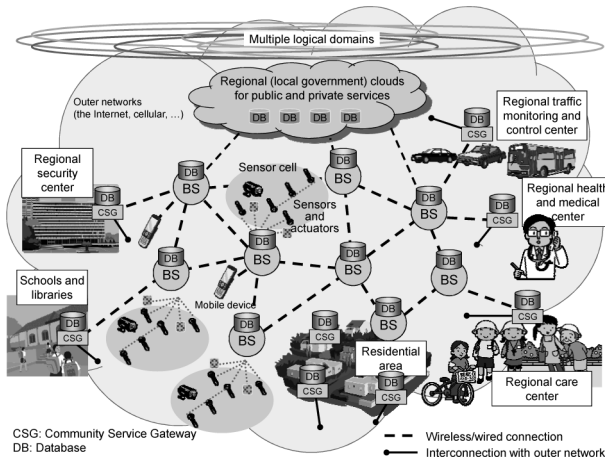 Multiple logical domains
Regional (local government) clouds
for public and private services
DB DB DB DB
Outer networks
(the Internet, cellular, ...)
Regional traffic
monitoring and
control center
DB
CSG
Regional
security
center
DB
CSG
DB
BS
Sensor cell
Sensors
and
actuators
DB
BS
DB
BS
Regional health
and medical
center
DB
CSG
Schools and
libraries
DB
CSG
DB
BS
DB
BS
Mobile device
DB
BS
DB
BS
DB
BS
DB
BS
DB
CSG
Residential
area
DB
CSG
DB
CSG
DB
CSG
Regional care
center
CSG: Community Service Gateway
DB: Database
Wireless/wired connection
Interconnection with outer network